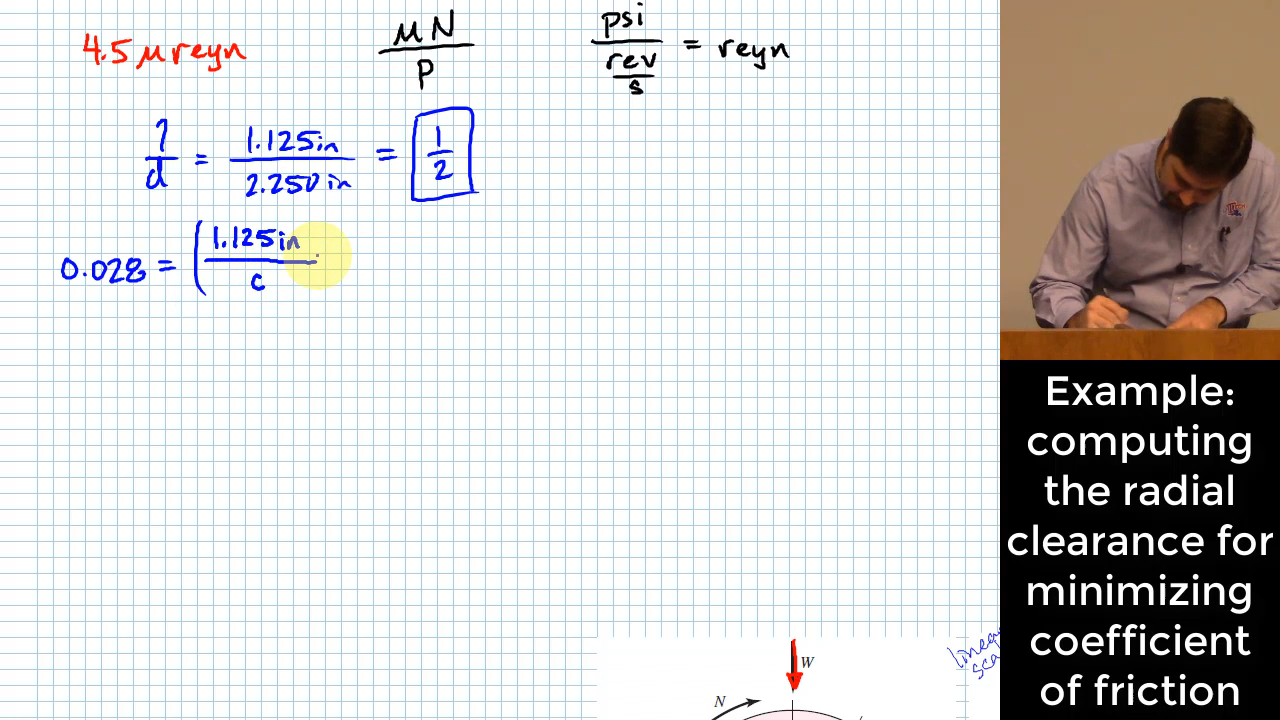 4.5 μreyn
μN / P
psi / (rev / s) = reyn
l/d = 1.125in / 2.250 in = 1/2
0.028 = (1.125in / c
Example:
computing
the radial
clearance for
minimizing
coefficient
of friction
W
N